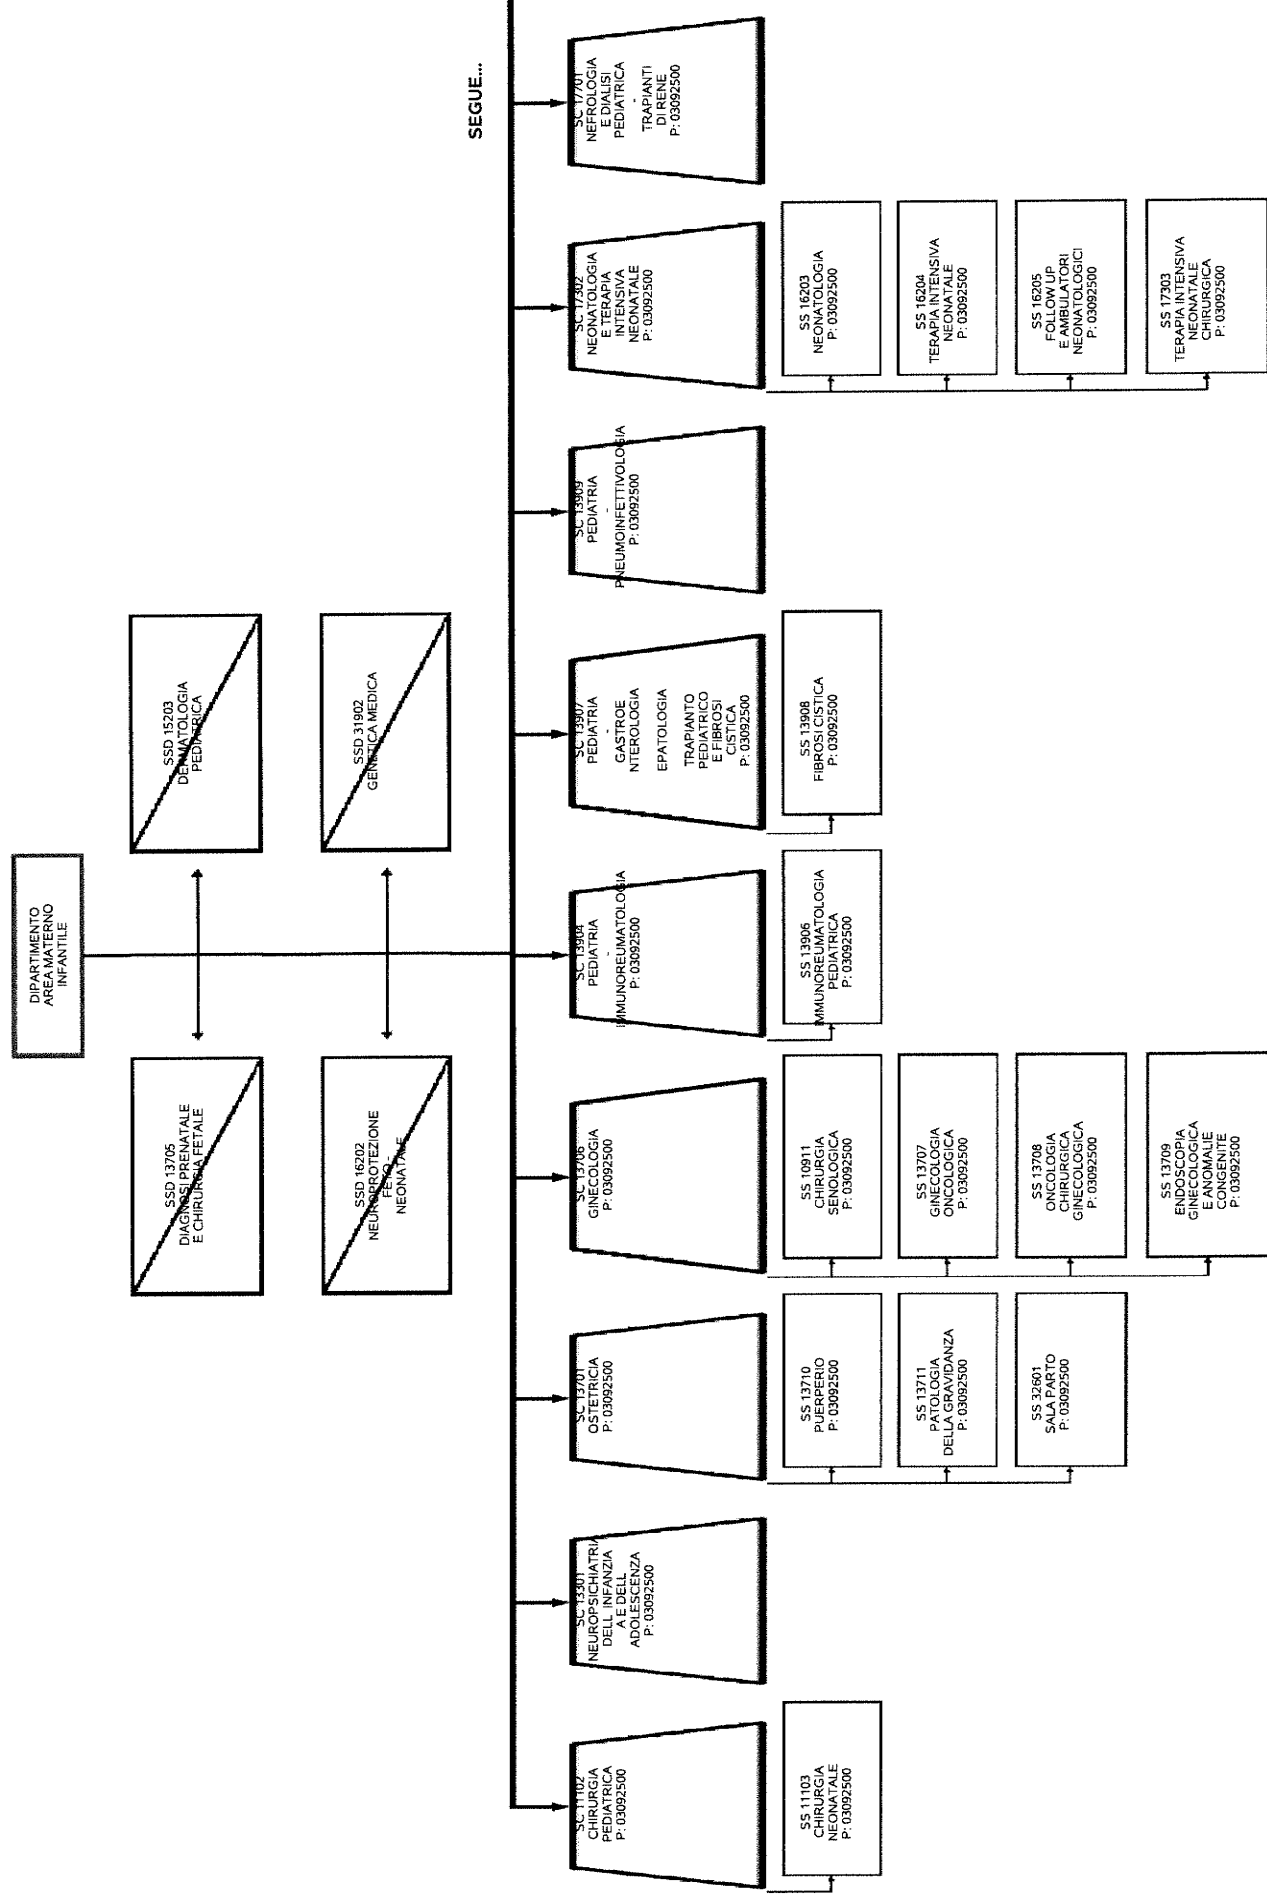 DIPARTIMENTO
AREA MATERNO
INFANTILE
SSD 13705
DIAGNOSI PRENATALE
E CHIRURGIA FETALE
SSD 15203
DERMATOLOGIA
PEDIATRICA
SSD 16202
NEUROPROTEZIONE
FETO -
NEONATALE
SSD 31902
GENETICA MEDICA
SEGUE...
SC 11102
CHIRURGIA
PEDIATRICA
P: 03092500
SS 11103
CHIRURGIA
NEONATALE
P: 03092500
SC 13301
NEUROPSICHIATRIA
DELL INFANZIA
A E DELL
ADOLESCENZA
P: 03092500
SC 13701
OSTETRICIA
P: 03092500
SS 13710
PUERPERIO
P: 03092500
SS 13711
PATOLOGIA
DELLA GRAVIDANZA
P: 03092500
SS 32601
SALA PARTO
P: 03092500
SC 13706
GINECOLOGIA
P: 03092500
SS 10911
CHIRURGIA
SENOLOGICA
P: 03092500
SS 13707
GINECOLOGIA
ONCOLOGICA
P: 03092500
SS 13708
ONCOLOGIA
CHIRURGICA
GINECOLOGICA
P: 03092500
SS 13709
ENDOSCOPIA
GINECOLOGICA
E ANOMALIE
CONGENITE
P: 03092500
SC 13904
PEDIATRIA
-
IMMUNOREUMATOLOGIA
P: 03092500
SS 13906
IMMUNOREUMATOLOGIA
PEDIATRICA
P: 03092500
SC 13907
PEDIATRIA
-
GASTROE
NTEROLOGIA
EPATOLOGIA
TRAPIANTO
PEDIATRICO
E FIBROSI
CISTICA
P: 03092500
SS 13908
FIBROSI CISTICA
P: 03092500
SC 13909
PEDIATRIA
-
PNEUMOINFETTIVOLOGIA
P: 03092500
SC 17302
NEONATOLOGIA
E TERAPIA
INTENSIVA
NEONATALE
P: 03092500
SS 16203
NEONATOLOGIA
P: 03092500
SS 16204
TERAPIA INTENSIVA
NEONATALE
P: 03092500
SS 16205
FOLLOW UP
E AMBULATORI
NEONATOLOGICI
P: 03092500
SS 17303
TERAPIA INTENSIVA
NEONATALE
CHIRURGICA
P: 03092500
SC 17701
NEFROLOGIA
E DIALISI
PEDIATRICA
-
TRAPIANTI
DI RENE
P: 03092500